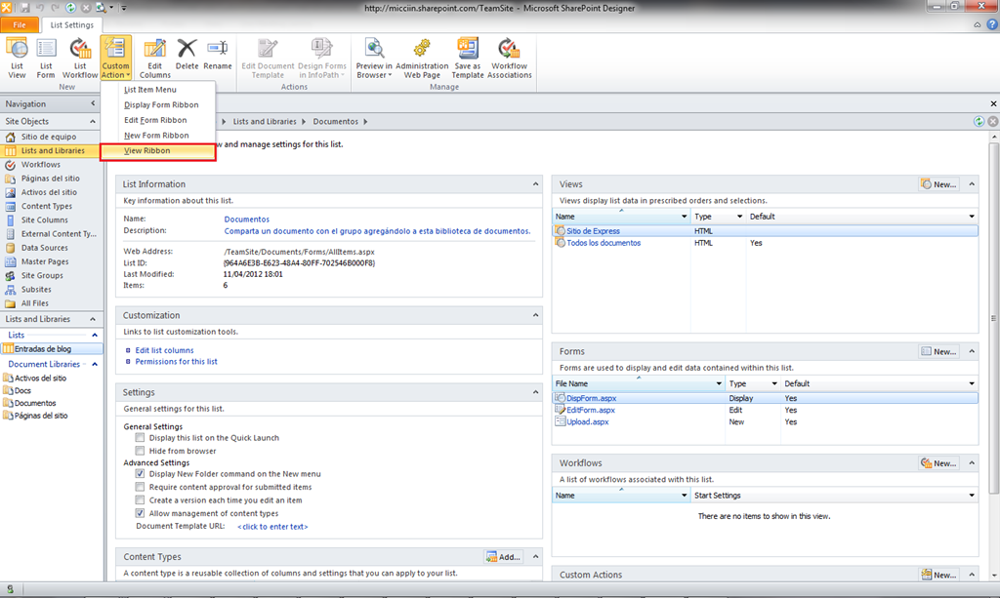 http://micciin.sharepoint.com/TeamSite - Microsoft SharePoint Designer
File
List Settings
List View
List Form
List Workflow
Custom Action
Edit Columns
Delete
Rename
Edit Document Template
Design Forms in InfoPath
Preview in Browser
Administration Web Page
Save as Template
Workflow Associations
New
Actions
Manage
List Item Menu
Display Form Ribbon
Edit Form Ribbon
New Form Ribbon
View Ribbon
Navigation
Site Objects
Sitio de equipo
Lists and Libraries
Workflows
Páginas del sitio
Activos del sitio
Content Types
Site Columns
External Content Ty...
Data Sources
Master Pages
Site Groups
Subsites
All Files
Lists and Libraries
Lists
Entradas de blog
Document Libraries
Activos del sitio
Docs
Documentos
Páginas del sitio
Lists and Libraries
Documentos
w and manage settings for this list.
List Information
Key information about this list.
Name: Documentos
Description: Comparta un documento con el grupo agregándolo a esta biblioteca de documentos.
Web Address: /TeamSite/Documentos/Forms/AllItems.aspx
List ID: {964A6E3B-E623-48A4-80FF-702546B000F8}
Last Modified: 11/04/2012 18:01
Items: 6
Customization
Links to list customization tools.
Edit list columns
Permissions for this list
Settings
General settings for this list.
General Settings
Display this list on the Quick Launch
Hide from browser
Advanced Settings
Display New Folder command on the New menu
Require content approval for submitted items
Create a version each time you edit an item
Allow management of content types
Document Template URL: <click to enter text>
Content Types Add...
A content type is a reusable collection of columns and settings that you can apply to your list.
Views New...
Views display list data in prescribed orders and selections.
Name Type Default
Sitio de Express HTML
Todos los documentos HTML Yes
Forms New...
Forms are used to display and edit data contained within this list.
File Name Type Default
DispForm.aspx Display Yes
EditForm.aspx Edit Yes
Upload.aspx New Yes
Workflows New...
A list of workflows associated with this list.
Name Start Settings
There are no items to show in this view.
Custom Actions New...